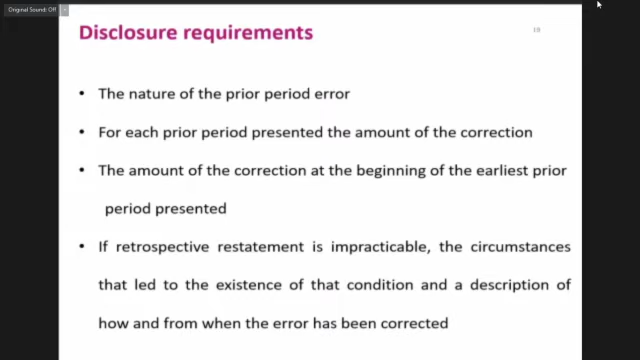 Original Sound: Off
Disclosure requirements
18
• The nature of the prior period error
• For each prior period presented the amount of the correction
• The amount of the correction at the beginning of the earliest prior
period presented
• If retrospective restatement is impracticable, the circumstances
that led to the existence of that condition and a description of
how and from when the error has been corrected